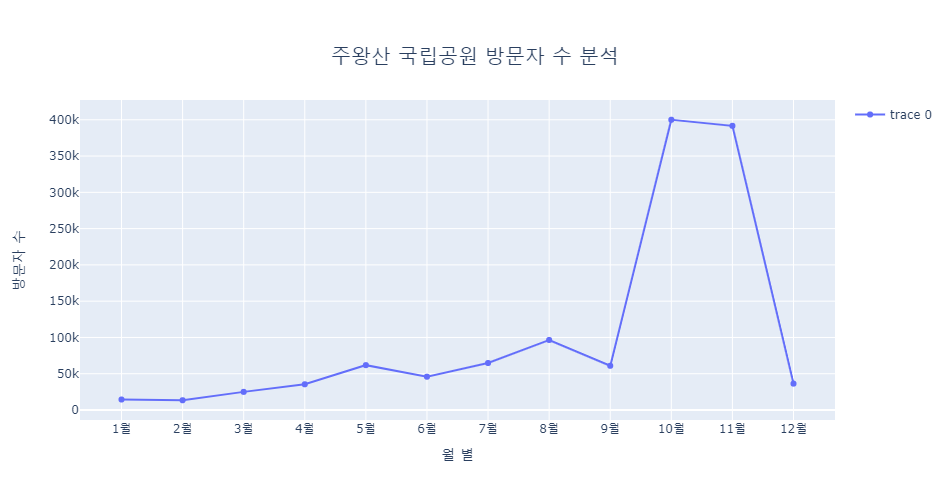 주왕산 국립공원 방문자 수 분석
trace 0
400k
350k
300k
250k
200k
150k
100k
50k
0
방문자 수
1월 2월 3월 4월 5월 6월 7월 8월 9월 10월 11월 12월
월 별